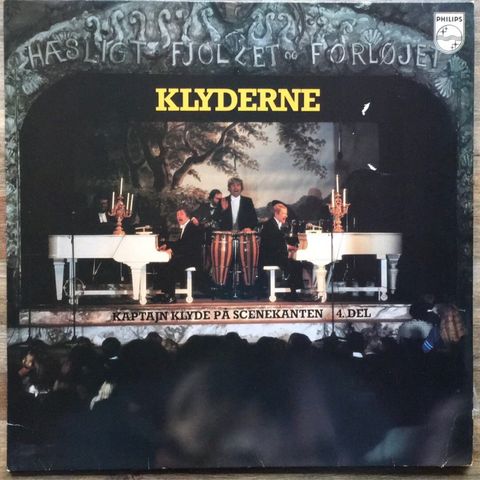 PHILIPS
HÆSLIGT FJOLLET OG FORLØJET
KLYDERNE
KAPTAJN KLYDE PÅ SCENEKANTEN 4. DEL